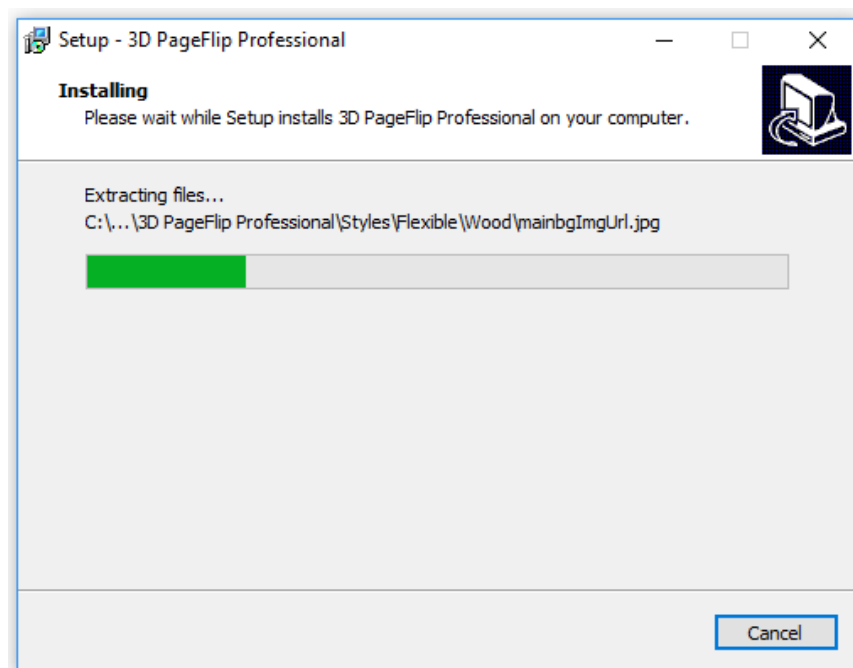 Setup - 3D PageFlip Professional
Installing
Please wait while Setup installs 3D PageFlip Professional on your computer.
Extracting files...
C:\...\3D PageFlip Professional\Styles\Flexible\Wood\mainbgImgUrl.jpg
Cancel